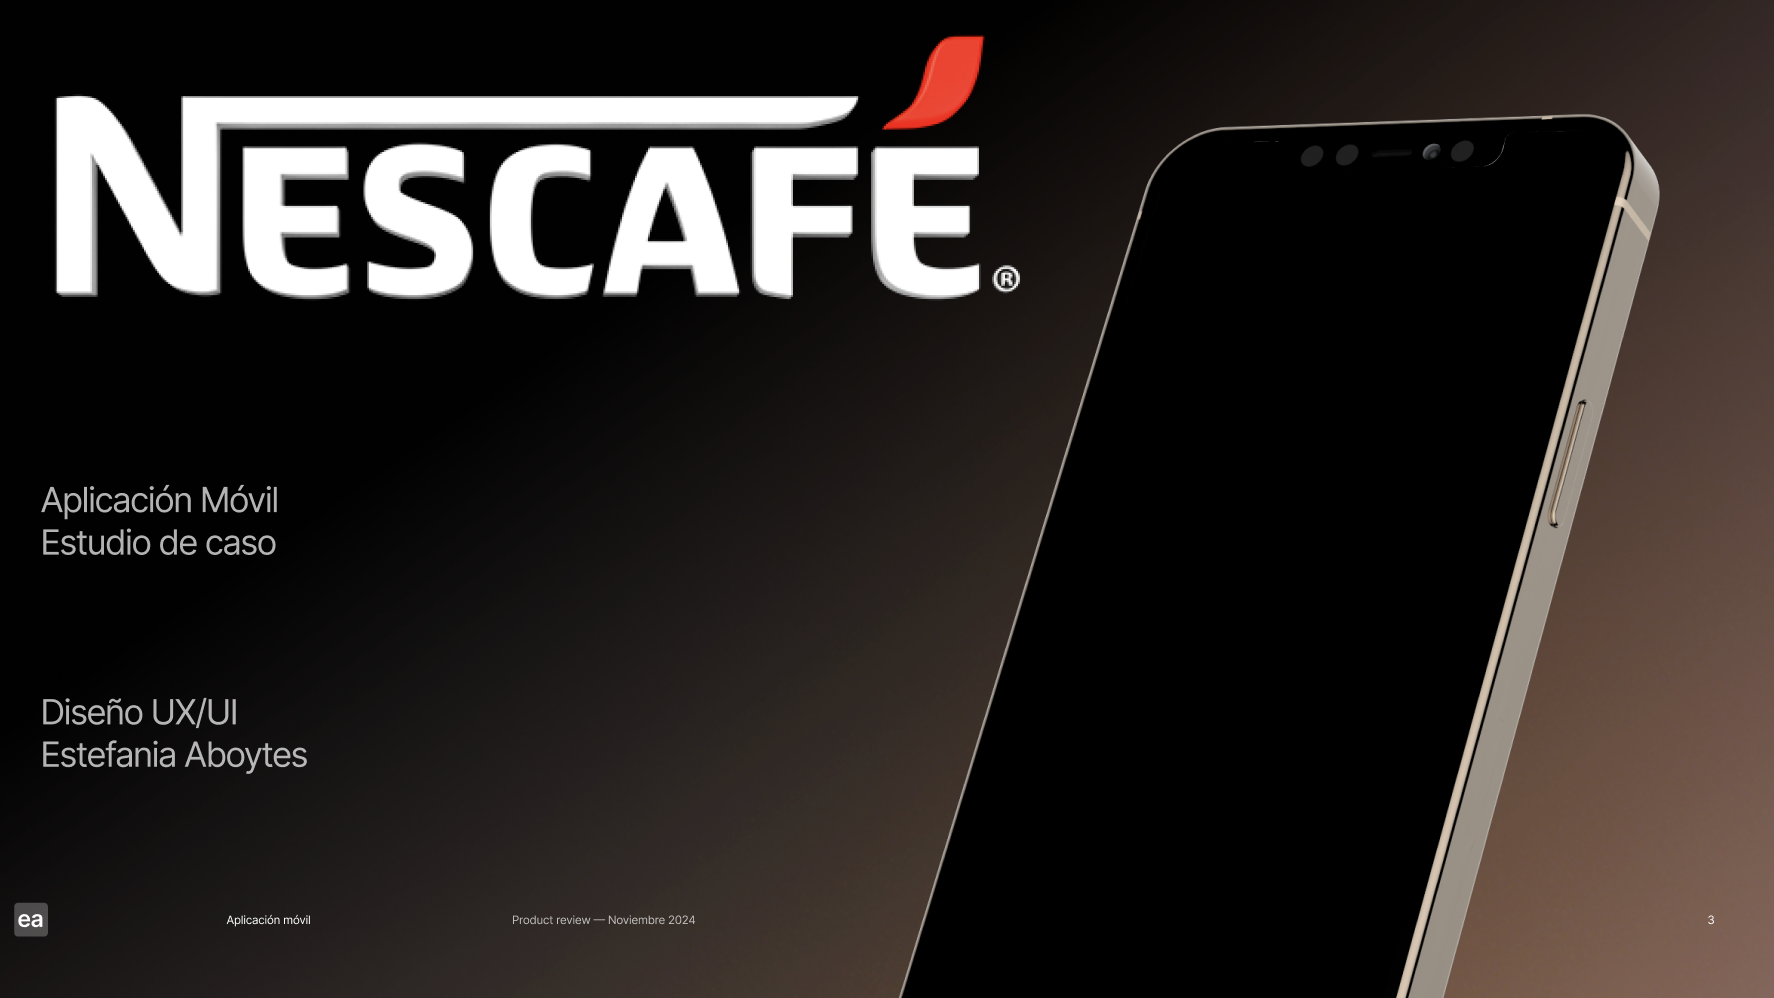 NESCAFÉ®
Aplicación Móvil
Estudio de caso
Diseño UX/UI
Estefania Aboytes
ea
Aplicación móvil
Product review — Noviembre 2024
3